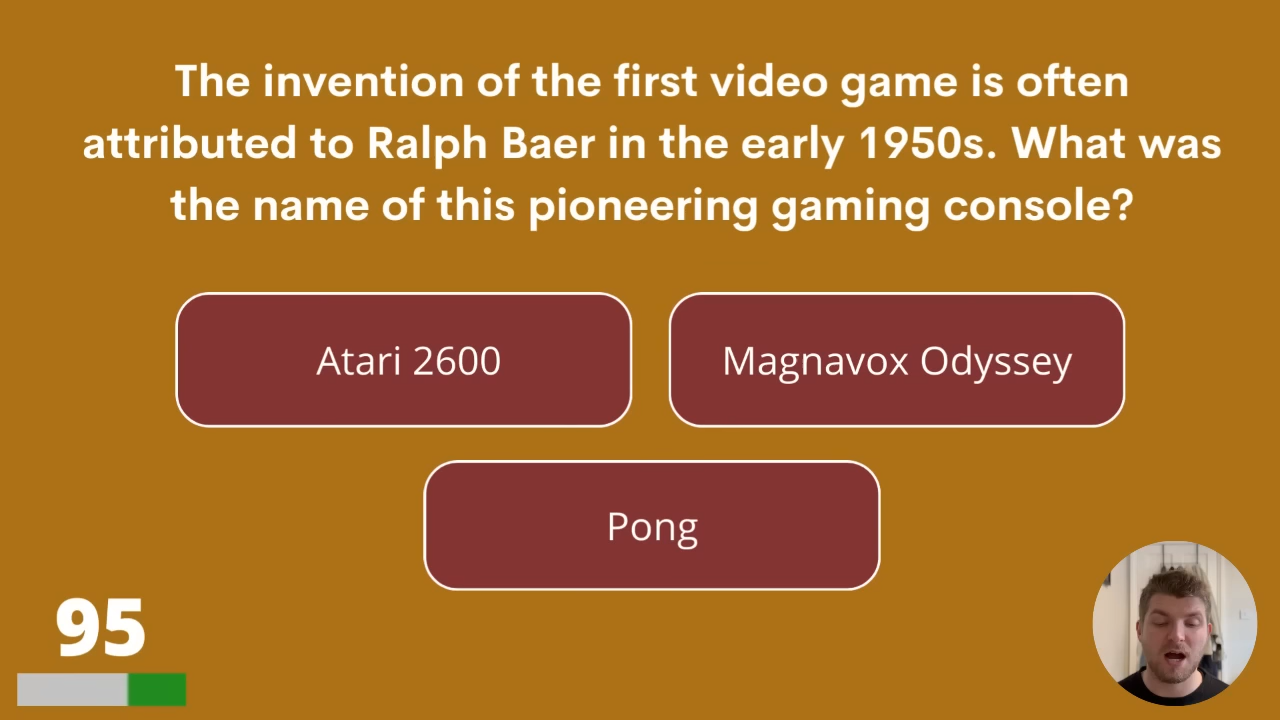 The invention of the first video game is often
attributed to Ralph Baer in the early 1950s. What was
the name of this pioneering gaming console?
Atari 2600
Magnavox Odyssey
Pong
95